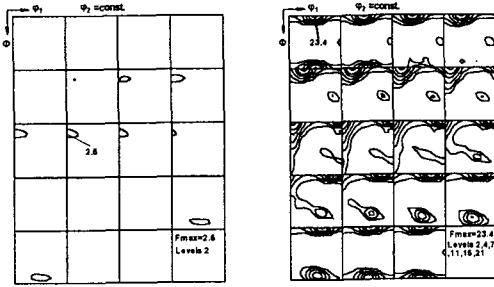 φ₁ φ₂ =const.
Φ
2.6
Fmax=2.6
Levels 2
φ₁ φ₂ =const.
Φ
23.4
Fmax=23.4
Levels 2,4,7
,11,15,21